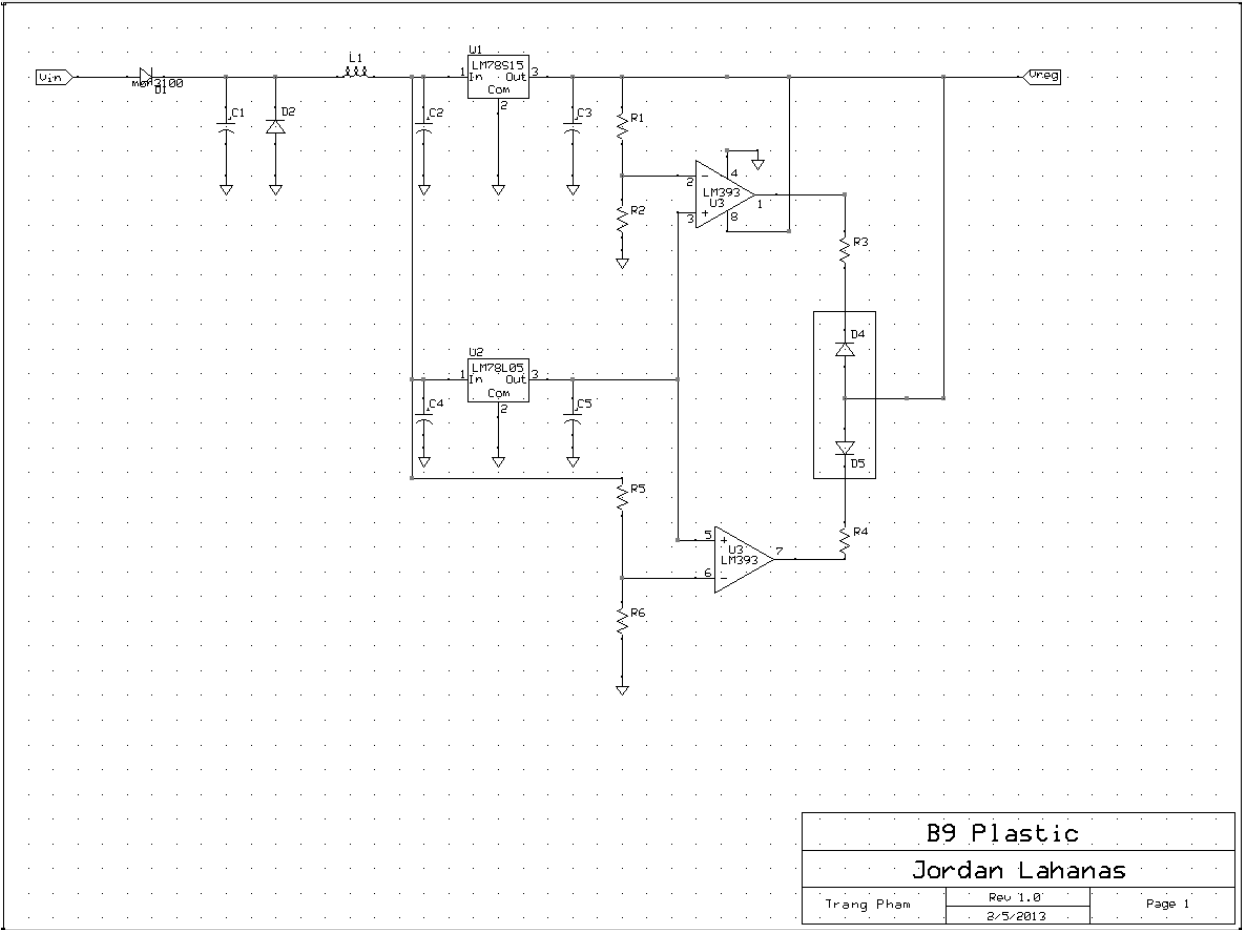 L1
U1
LM78S15
Vin
1
In
Out
3
Vreg
D1
Com
2
C1
D2
C2
C3
R1
4
2
-
LM393
U3
1
R2
3
+
8
R3
D4
U2
LM78L05
1
In
Out
3
Com
2
C4
C5
D5
R5
R4
5
+
U3
7
LM393
6
-
R6
B9 Plastic
Jordan Lahanas
Trang Pham
Rev 1.0
2/5/2013
Page 1